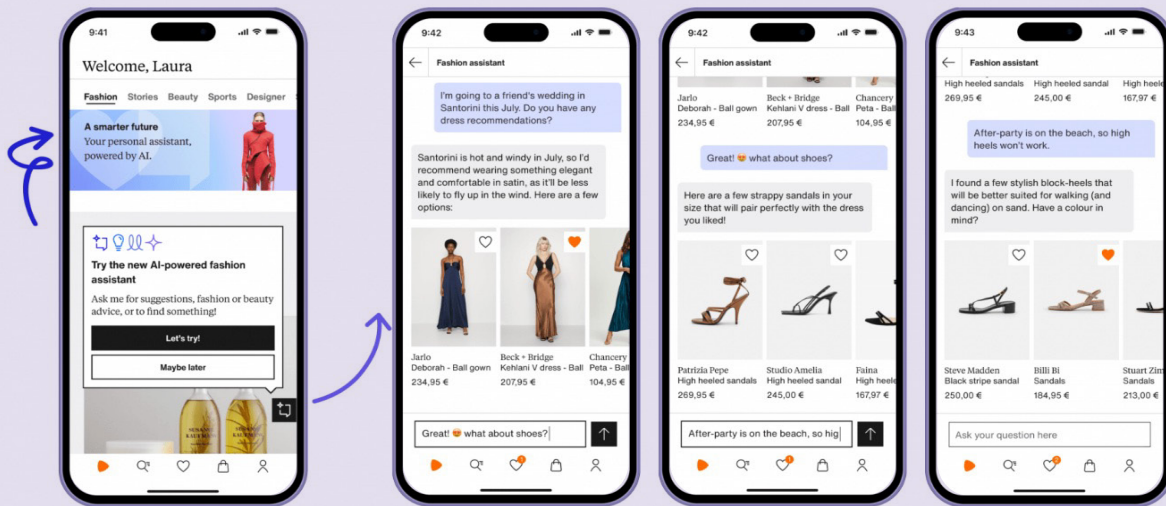 9:41
Welcome, Laura
Fashion Stories Beauty Sports Designer
A smarter future
Your personal assistant,
powered by AI.
Try the new AI-powered fashion
assistant
Ask me for suggestions, fashion or beauty
advice, or to find something!
Let's try!
Maybe later
9:42
Fashion assistant
I'm going to a friend's wedding in
Santorini this July. Do you have any
dress recommendations?
Santorini is hot and windy in July, so I'd
recommend wearing something elegant
and comfortable in satin, as it'll be less
likely to fly up in the wind. Here are a few
options:
Jarlo Beck + Bridge Chancery
Deborah - Ball gown Kehlani V dress - Ball Peta - Ball
234,95 € 207,95 € 104,95 €
Great! 😍 what about shoes?
1
9:42
Fashion assistant
Jarlo Beck + Bridge Chancery
Deborah - Ball gown Kehlani V dress - Ball Peta - Ball
234,95 € 207,95 € 104,95 €
Great! 😍 what about shoes?
Here are a few strappy sandals in your
size that will pair perfectly with the dress
you liked!
Patrizia Pepe Studio Amelia Faina
High heeled sandals High heeled sandal High heele
269,95 € 245,00 € 167,97 €
After-party is on the beach, so hig
1
9:43
Fashion assistant
High heeled sandals High heeled sandal High heele
269,95 € 245,00 € 167,97 €
After-party is on the beach, so high
heels won't work.
I found a few stylish block-heels that
will be better suited for walking (and
dancing) on sand. Have a colour in
mind?
Steve Madden Billi Bi Stuart Zim
Black stripe sandal Sandals Sandals
250,00 € 184,95 € 213,00 €
Ask your question here
2